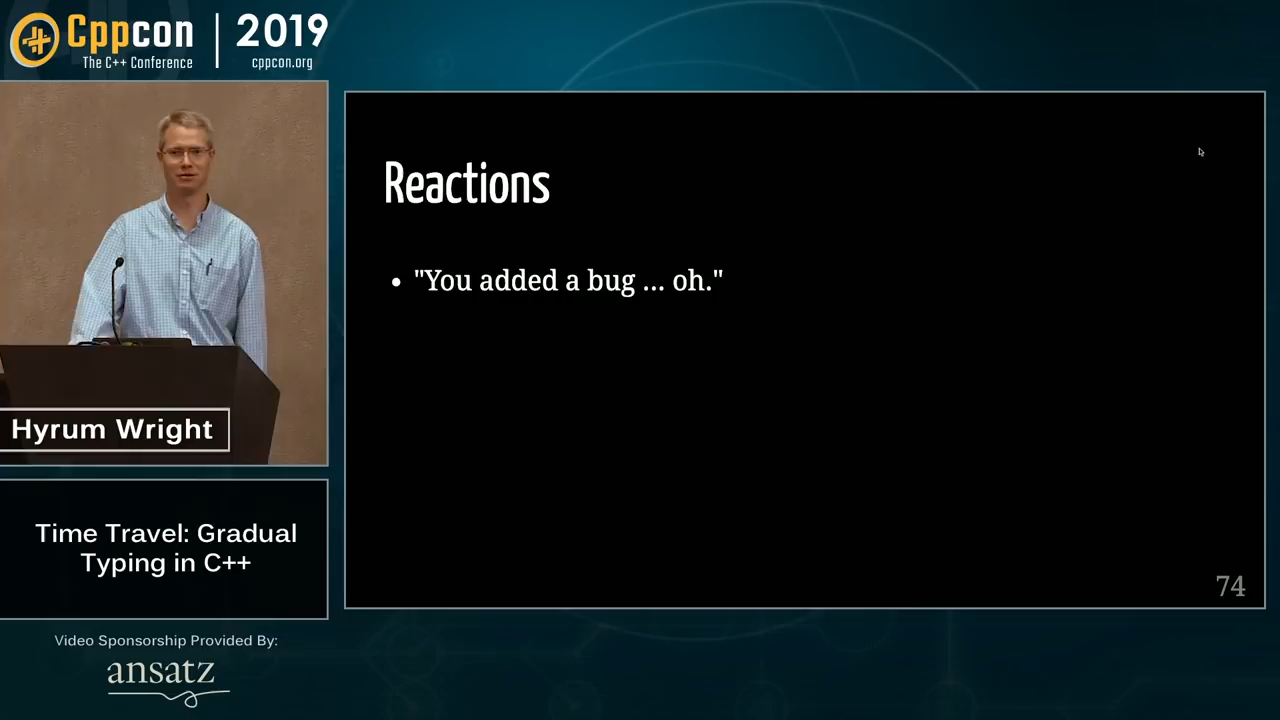 Cppcon
The C++ Conference
2019
cppcon.org
Reactions
• "You added a bug ... oh."
74
Hyrum Wright
Time Travel: Gradual
Typing in C++
Video Sponsorship Provided By:
ansatz